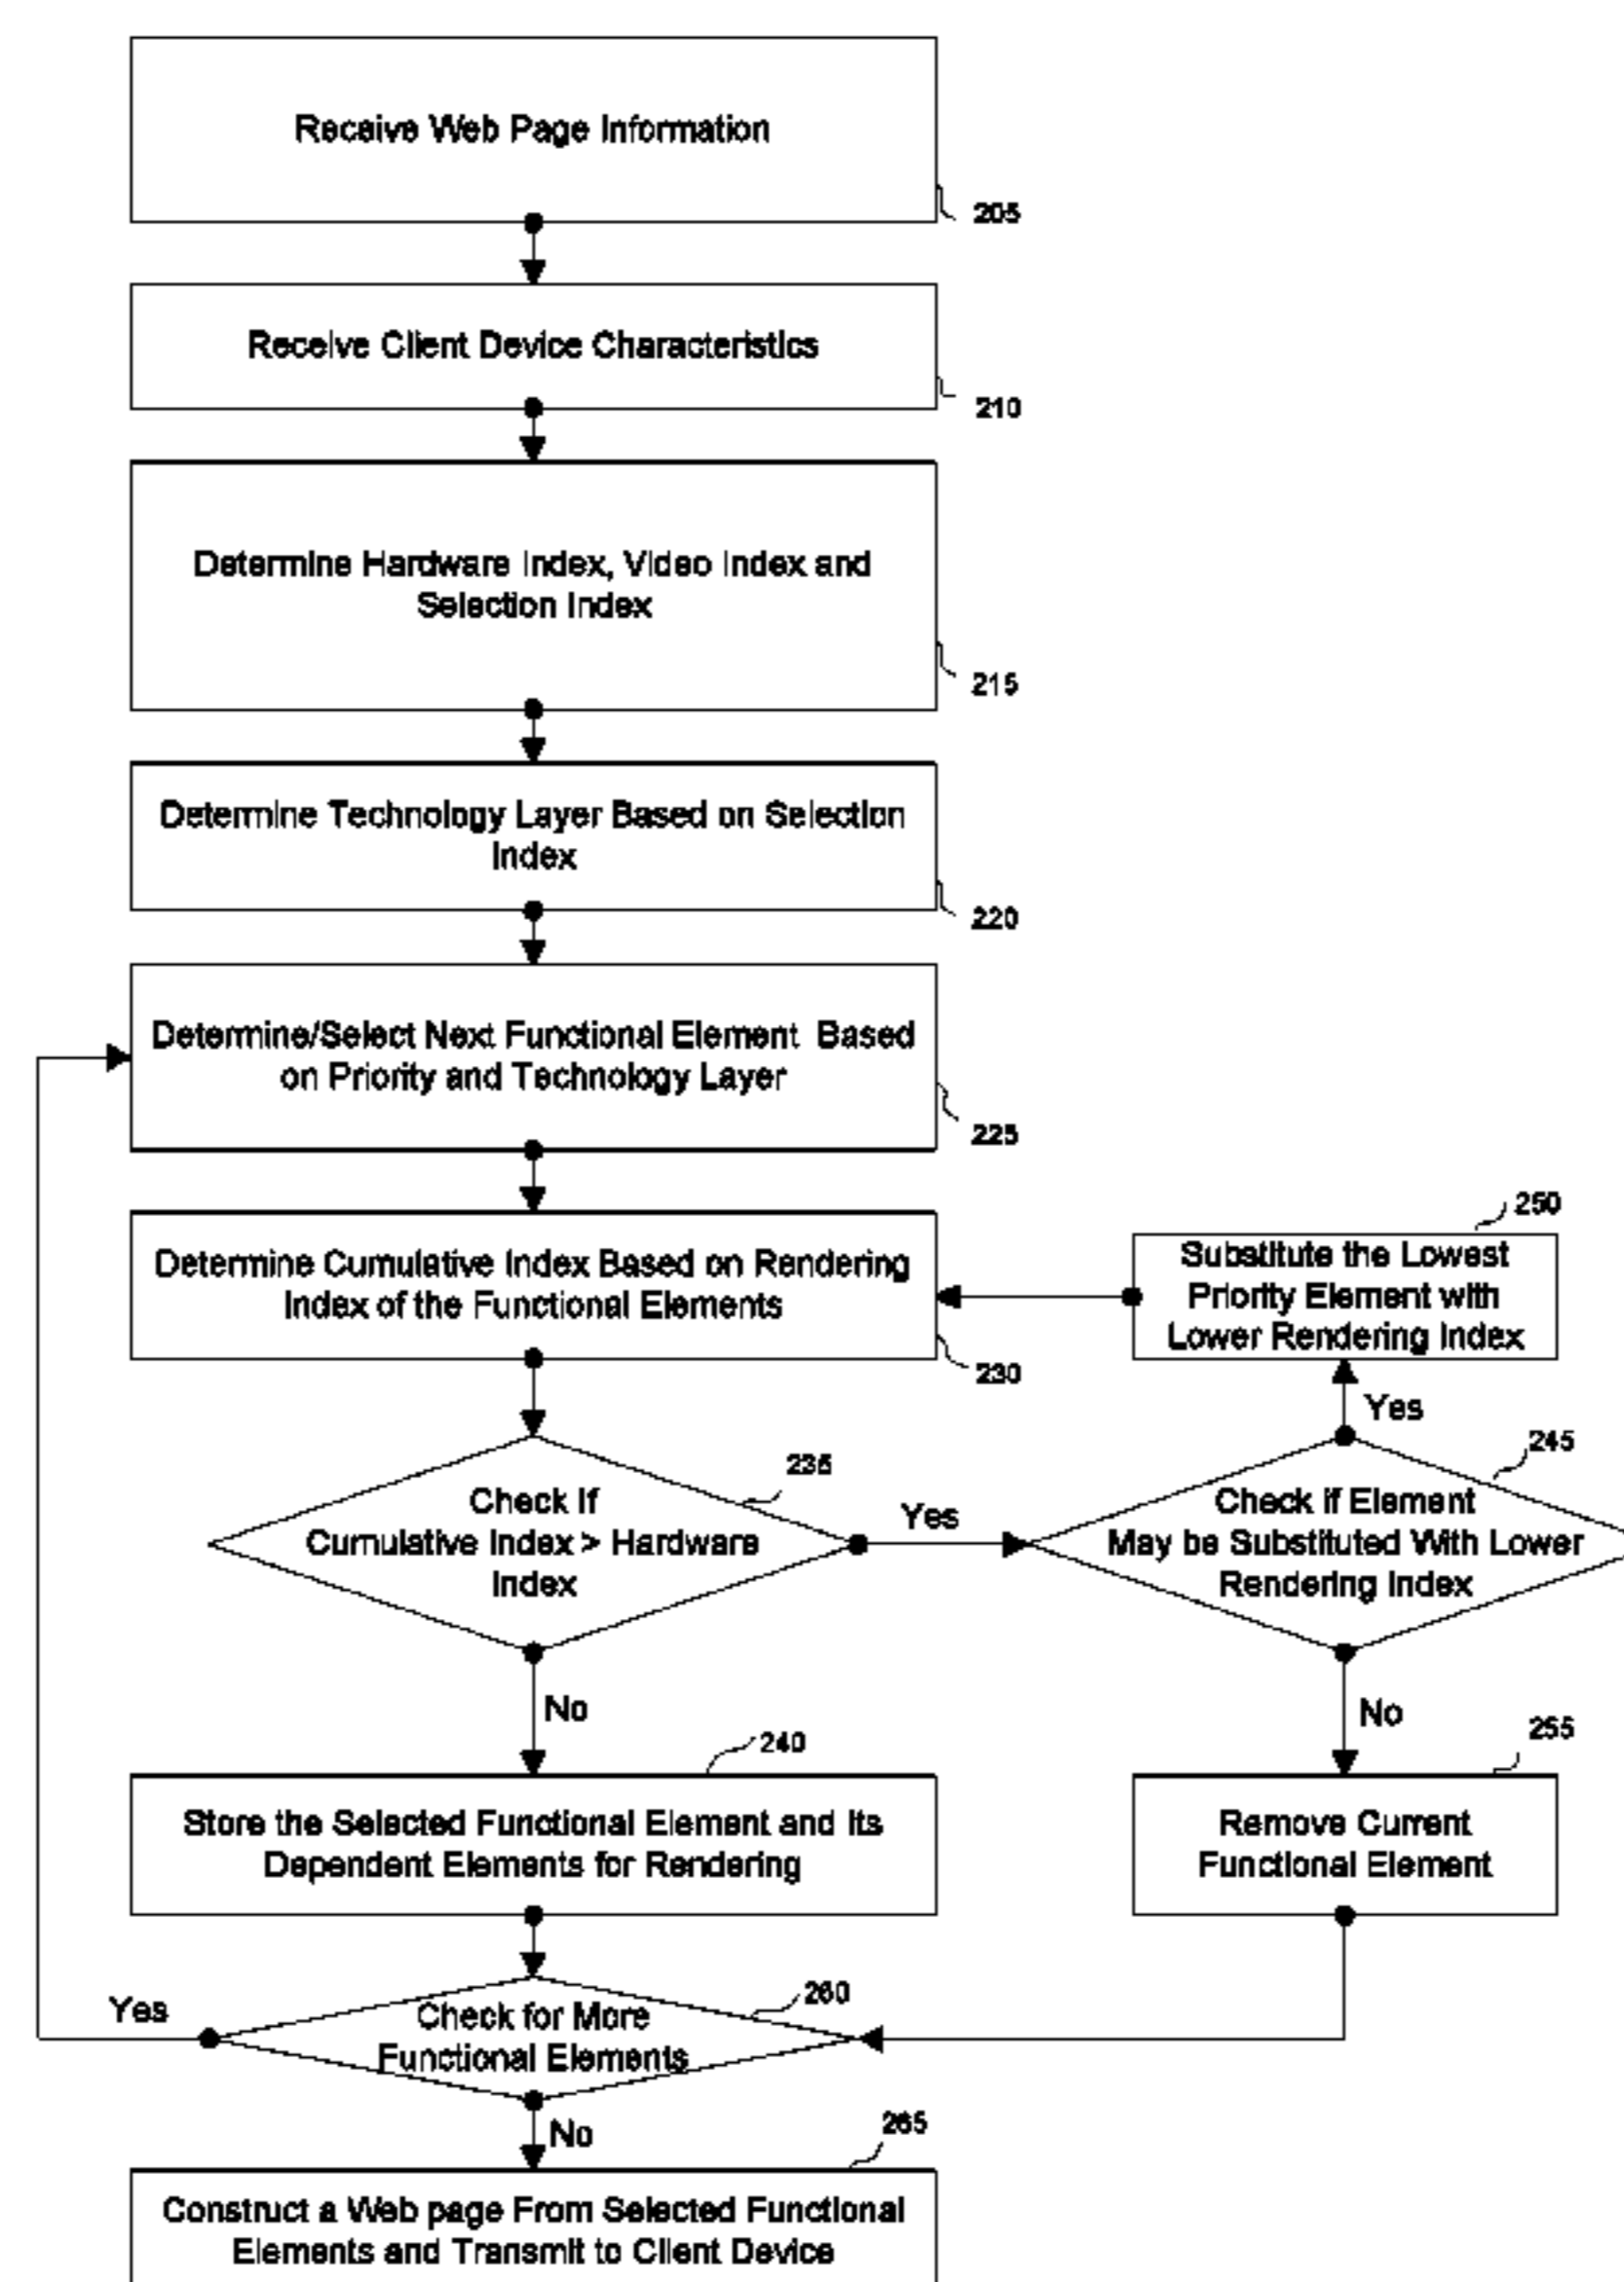 Receive Web Page Information
205
Receive Client Device Characteristics
210
Determine Hardware Index, Video Index and
Selection Index
215
Determine Technology Layer Based on Selection
Index
220
Determine/Select Next Functional Element Based
on Priority and Technology Layer
225
Determine Cumulative Index Based on Rendering
Index of the Functional Elements
230
250
Substitute the Lowest
Priority Element with
Lower Rendering Index
Yes
235
Check if
Cumulative Index > Hardware
Index
Yes
245
Check if Element
May be Substituted With Lower
Rendering Index
No
No
240
Store the Selected Functional Element and Its
Dependent Elements for Rendering
255
Remove Current
Functional Element
Yes
260
Check for More
Functional Elements
No
265
Construct a Web page From Selected Functional
Elements and Transmit to Client Device